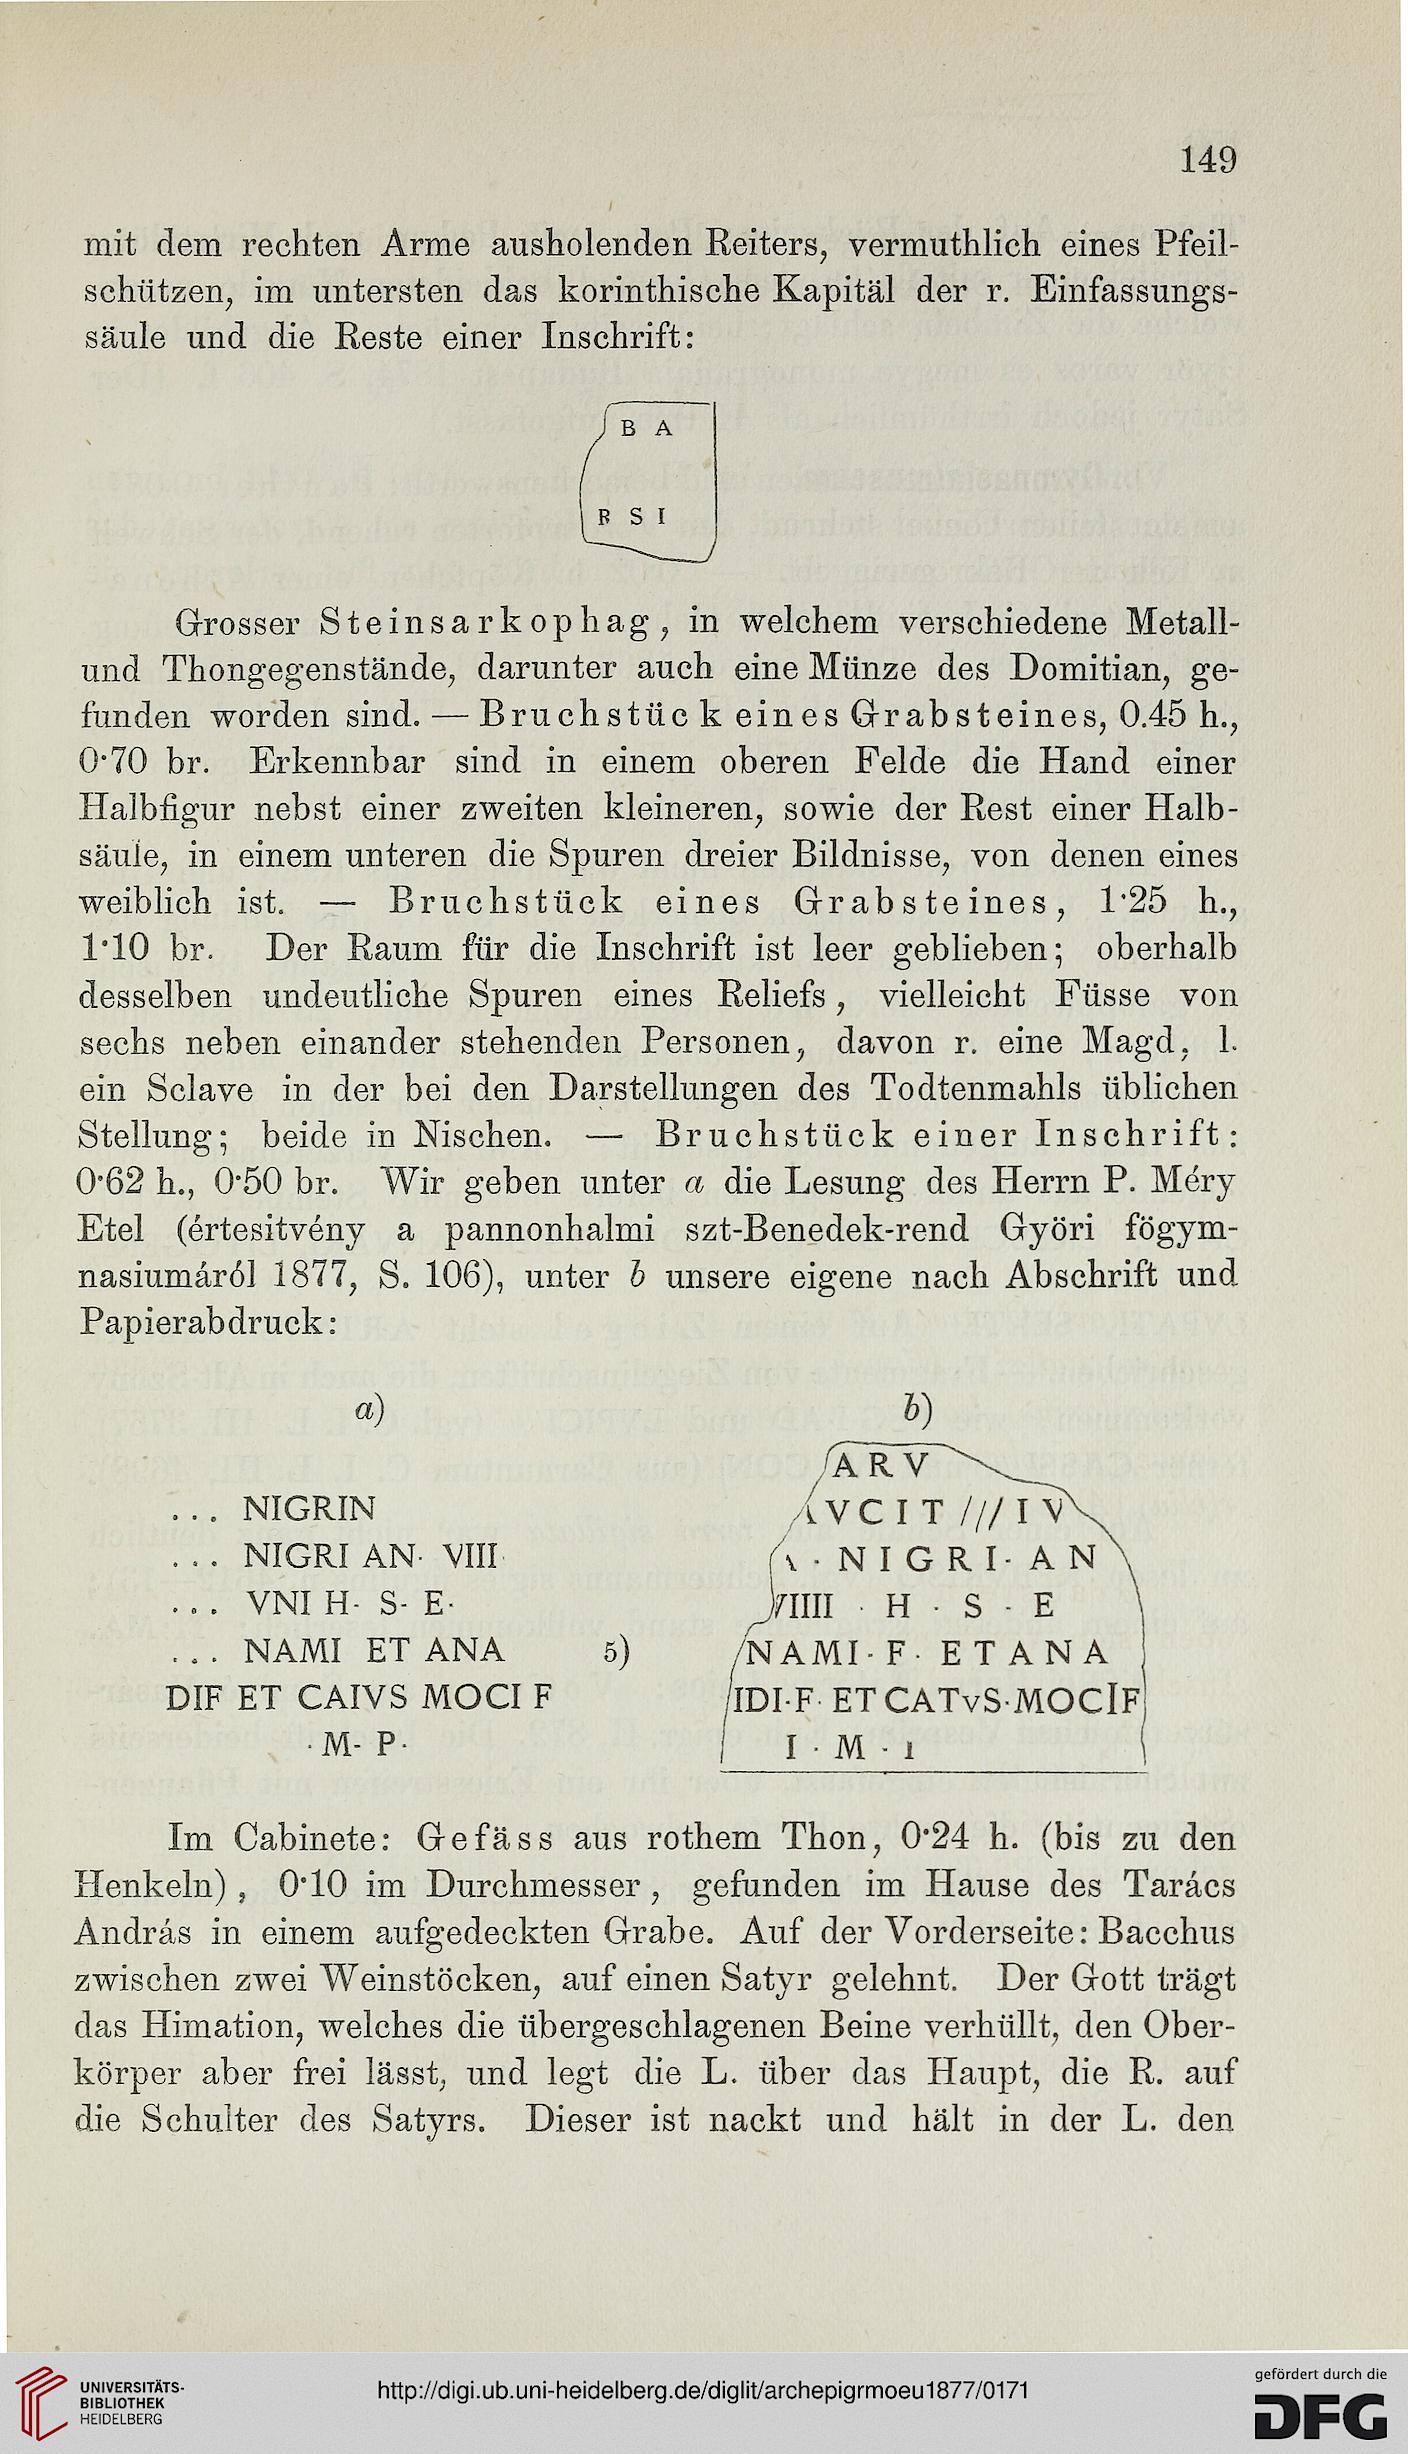 149
mit dem rechten Arme ausholenden Reiters, vermuthlich eines Pfeil-
schützen, im untersten das korinthische Kapitäl der r. Einfassungs-
säule und die Reste einer Inschrift:
B A
R S I
Grosser Steinsarkophag, in welchem verschiedene Metall-
und Thongegenstände, darunter auch eine Münze des Domitian, ge-
funden worden sind. — Bruchstück eines Grabsteines, 0.45 h.,
0·70 br. Erkennbar sind in einem oberen Felde die Hand einer
Halbfigur nebst einer zweiten kleineren, sowie der Rest einer Halb-
säule, in einem unteren die Spuren dreier Bildnisse, von denen eines
weiblich ist. — Bruchstück eines Grabsteines, 1·25 h.,
1·10 br. Der Raum für die Inschrift ist leer geblieben; oberhalb
desselben undeutliche Spuren eines Reliefs, vielleicht Füsse von
sechs neben einander stehenden Personen, davon r. eine Magd, l.
ein Sclave in der bei den Darstellungen des Todtenmahls üblichen
Stellung; beide in Nischen. — Bruchstück einer Inschrift:
0·62 h., 0·50 br. Wir geben unter a die Lesung des Herrn P. Méry
Etel (értesitvény a pannonhalmi szt-Benedek-rend Györi fögym-
nasiumáról 1877, S. 106), unter b unsere eigene nach Abschrift und
Papierabdruck:
a)
... NIGRIN
... NIGRI AN· VIII·
... VNI H· S· E·
... NAMI ET ANA
DIF ET CAIVS MOCI F
· M· P·
b)
ARV
VCIT /// IV
· NIGRI· AN
VIIII · H · S · E
5) NAMI· F· ETANA
IDI·F· ET CATvS·MOCIF
I · M · I
Im Cabinete: Gefäss aus rothem Thon, 0·24 h. (bis zu den
Henkeln), 0·10 im Durchmesser, gefunden im Hause des Tarács
András in einem aufgedeckten Grabe. Auf der Vorderseite: Bacchus
zwischen zwei Weinstöcken, auf einen Satyr gelehnt. Der Gott trägt
das Himation, welches die übergeschlagenen Beine verhüllt, den Ober-
körper aber frei lässt, und legt die L. über das Haupt, die R. auf
die Schulter des Satyrs. Dieser ist nackt und hält in der L. den
UNIVERSITÄTS-
BIBLIOTHEK
HEIDELBERG
http://digi.ub.uni-heidelberg.de/diglit/archepigrmoeu1877/0171
gefördert durch die
DFG